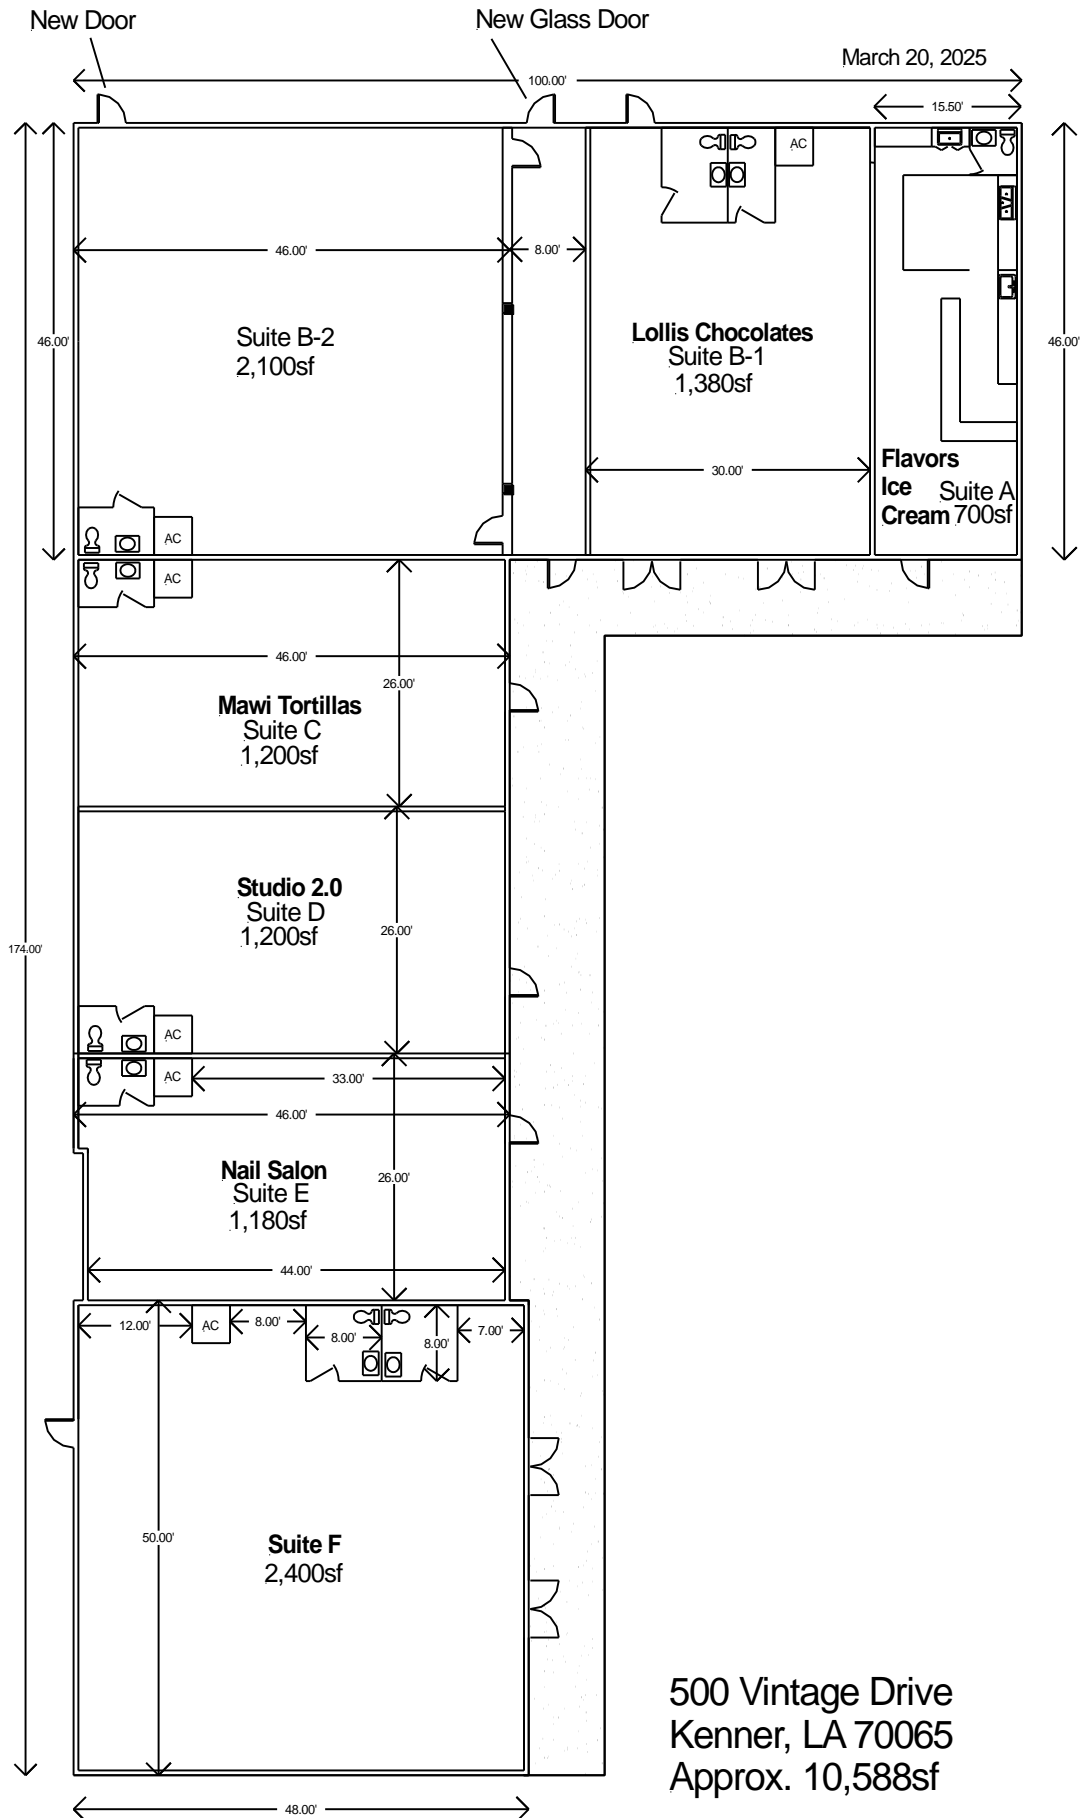 New Door
New Glass Door
March 20, 2025
100.00'
15.50'
AC
46.00'
8.00'
46.00'
Suite B-2
2,100sf
Lollis Chocolates
Suite B-1
1,380sf
46.00'
30.00'
Flavors
Ice
Cream
Suite A
700sf
AC
AC
46.00'
26.00'
Mawi Tortillas
Suite C
1,200sf
Studio 2.0
Suite D
1,200sf
26.00'
174.00'
AC
AC
33.00'
46.00'
Nail Salon
Suite E
1,180sf
26.00'
44.00'
12.00'
AC
8.00'
8.00'
8.00'
7.00'
50.00'
Suite F
2,400sf
500 Vintage Drive
Kenner, LA 70065
Approx. 10,588sf
48.00'